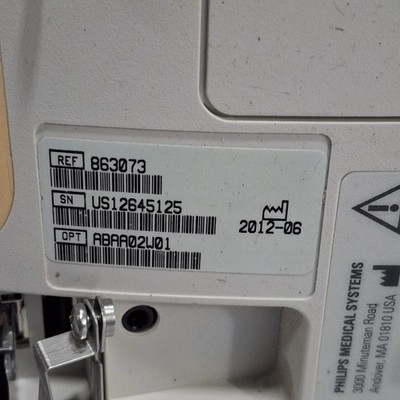 REF 863073
SN US12645125
2012-06
OPT ABAA02W01
PHILIPS MEDICAL SYSTEMS
3000 Minuteman Road
Andover, MA 01810 USA